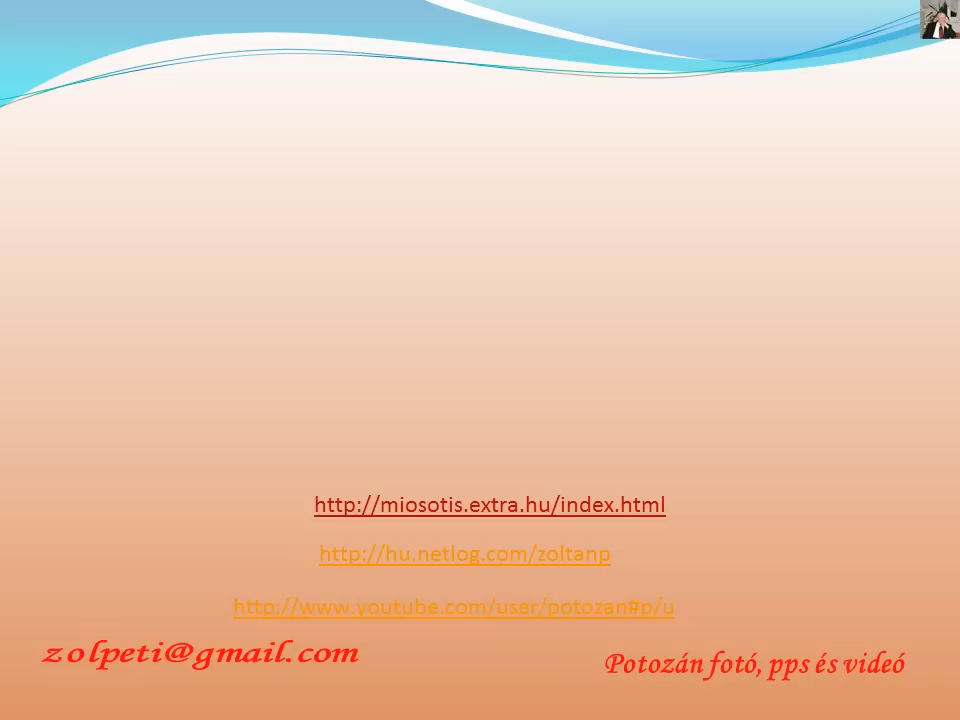 http://miosotis.extra.hu/index.html
http://hu.netlog.com/zoltanp
http://www.youtube.com/user/potozan#p/u
zolpeti@gmail.com
Potozán fotó, pps és videó